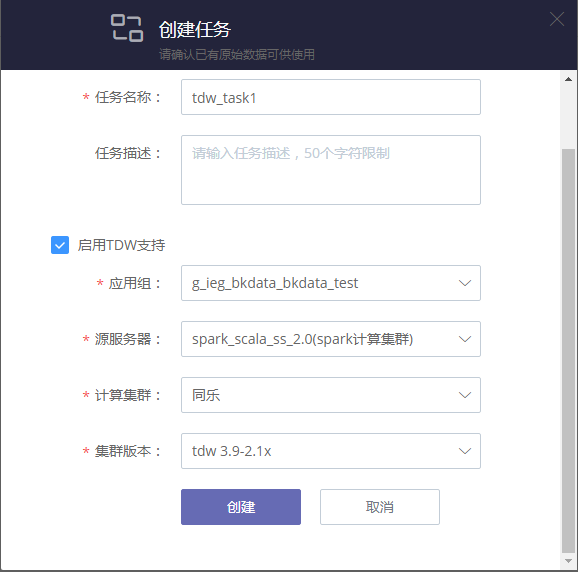 创建任务
请确认已有原始数据可供使用
* 任务名称： tdw_task1
任务描述： 请输入任务描述，50个字符限制
启用TDW支持
* 应用组： g_ieg_bkdata_bkdata_test
* 源服务器： spark_scala_ss_2.0(spark计算集群)
* 计算集群： 同乐
* 集群版本： tdw 3.9-2.1x
创建 取消